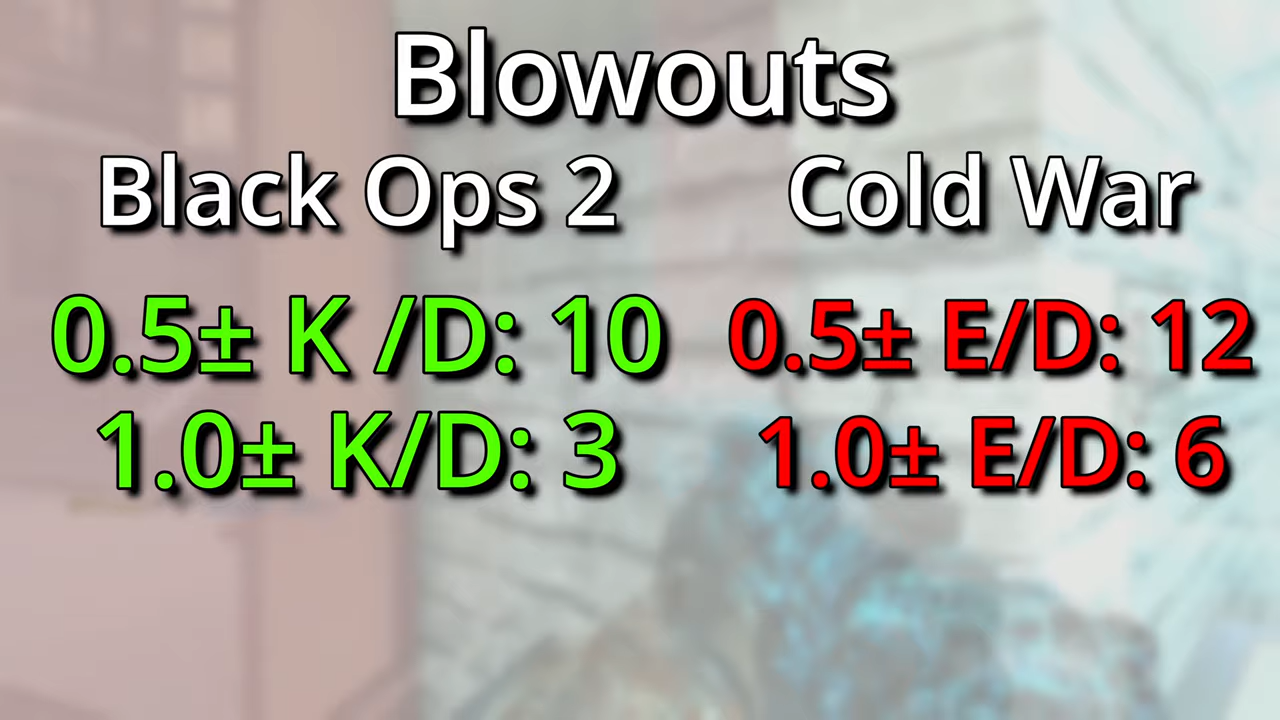 Blowouts
Black Ops 2
Cold War
0.5± K /D: 10
0.5± E/D: 12
1.0± K/D: 3
1.0± E/D: 6